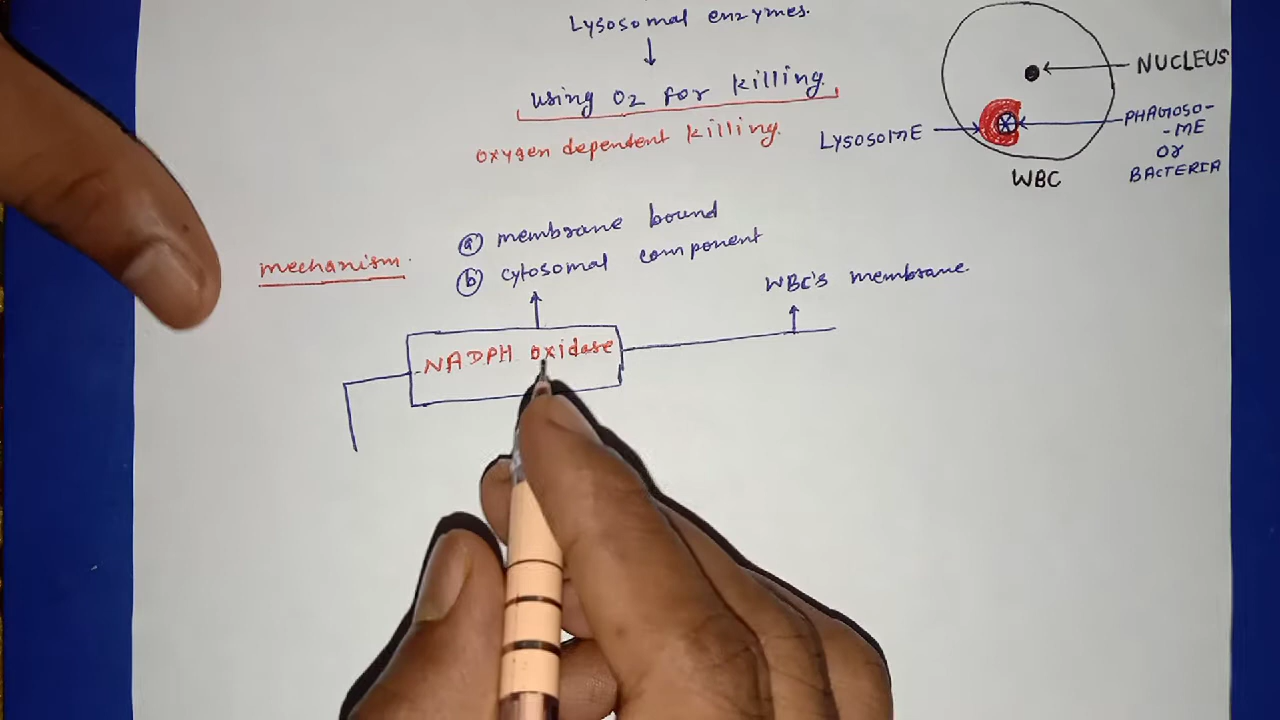 Lysosomal enzymes.
using O2 for killing.
oxygen dependent killing.
NUCLEUS
LYSOSOME
PHAGOSO-
-ME
Or
BACTERIA
WBC
mechanism.
(a) membrane bound
(b) cytosomal component
WBC's membrane.
NADPH oxidase